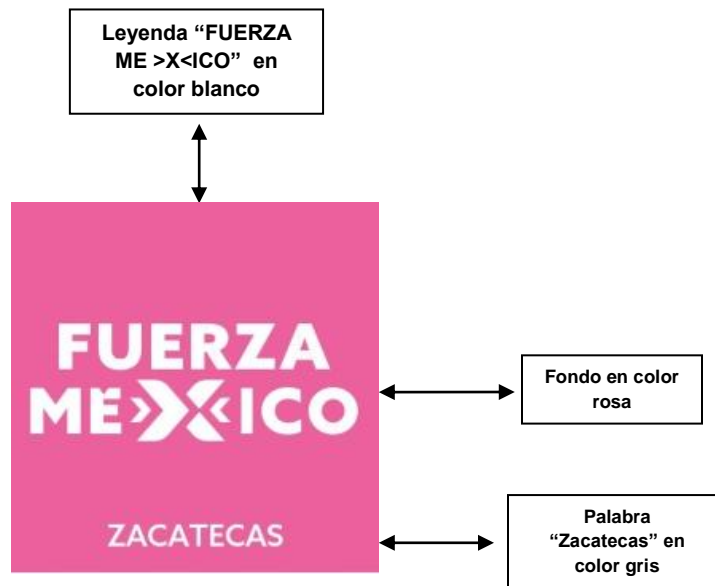 Leyenda “FUERZA
ME >X<ICO” en
color blanco
FUERZA
MÉ>X<ICO
ZACATECAS
Fondo en color
rosa
Palabra
“Zacatecas” en
color gris